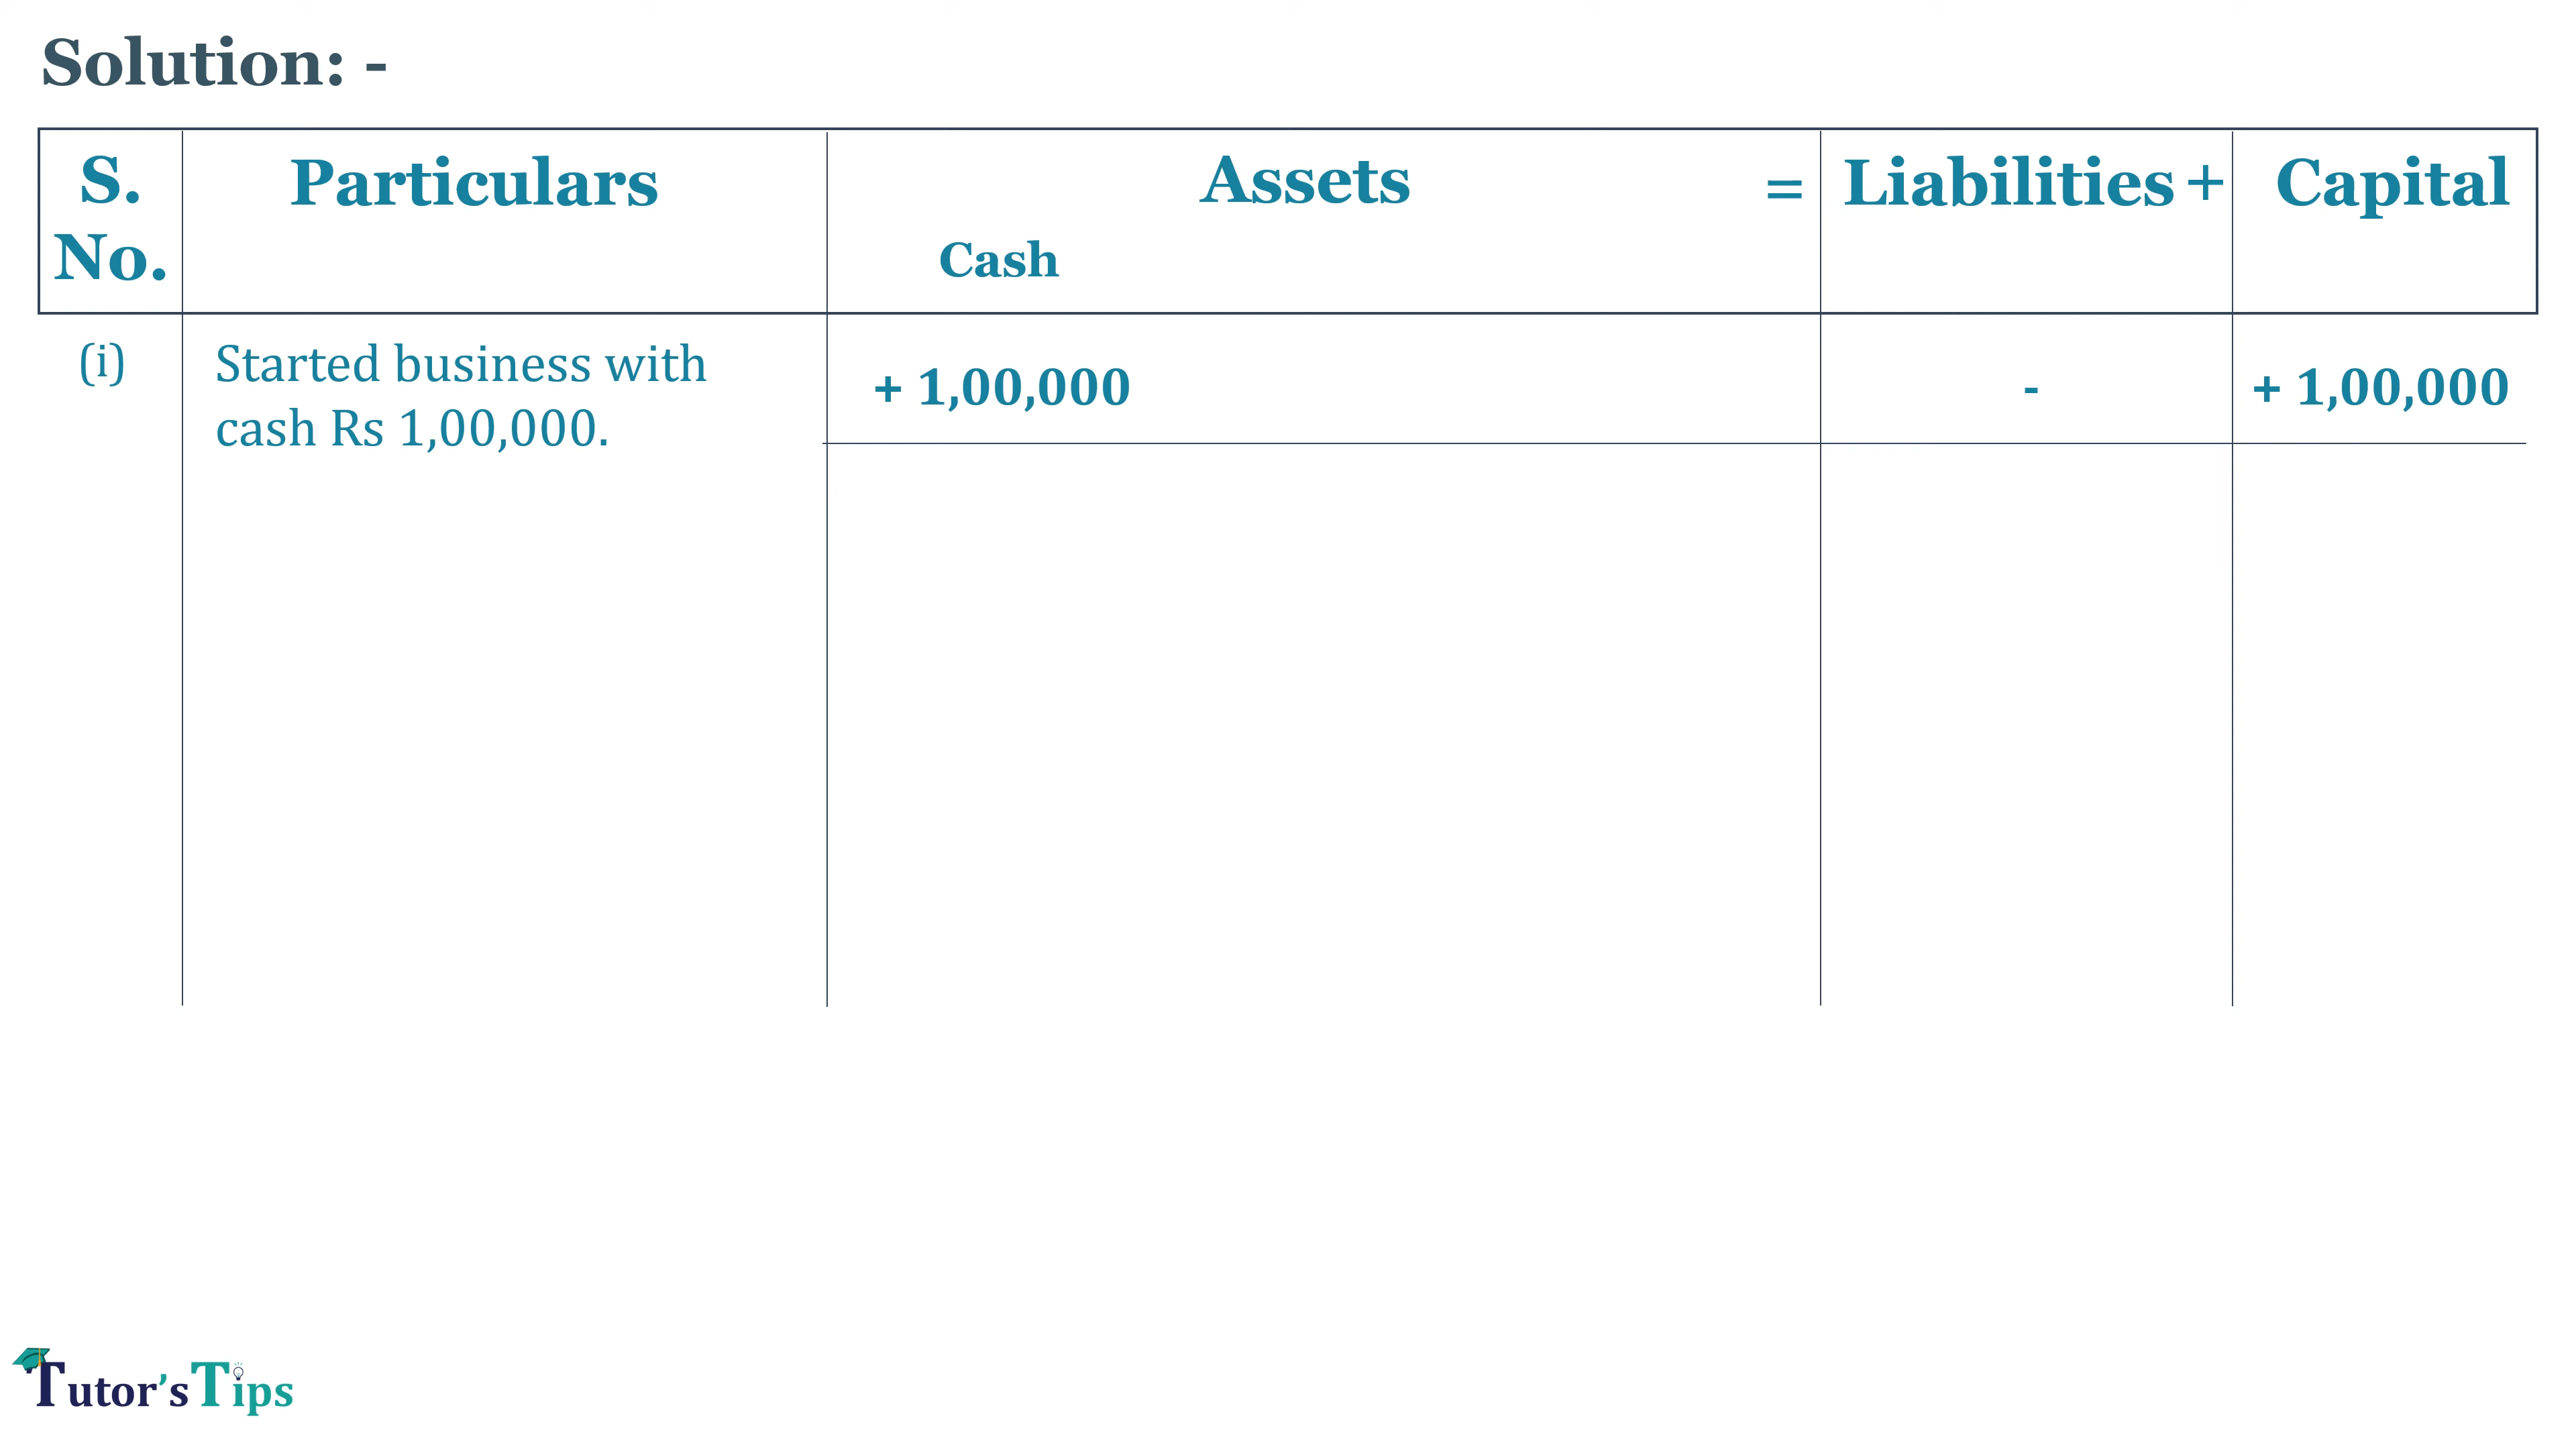 Solution: -
S. No.
Particulars
Assets
=
Liabilities +
Capital
Cash
(i)
Started business with
cash Rs 1,00,000.
+ 1,00,000
-
+ 1,00,000
Tutor'sTips